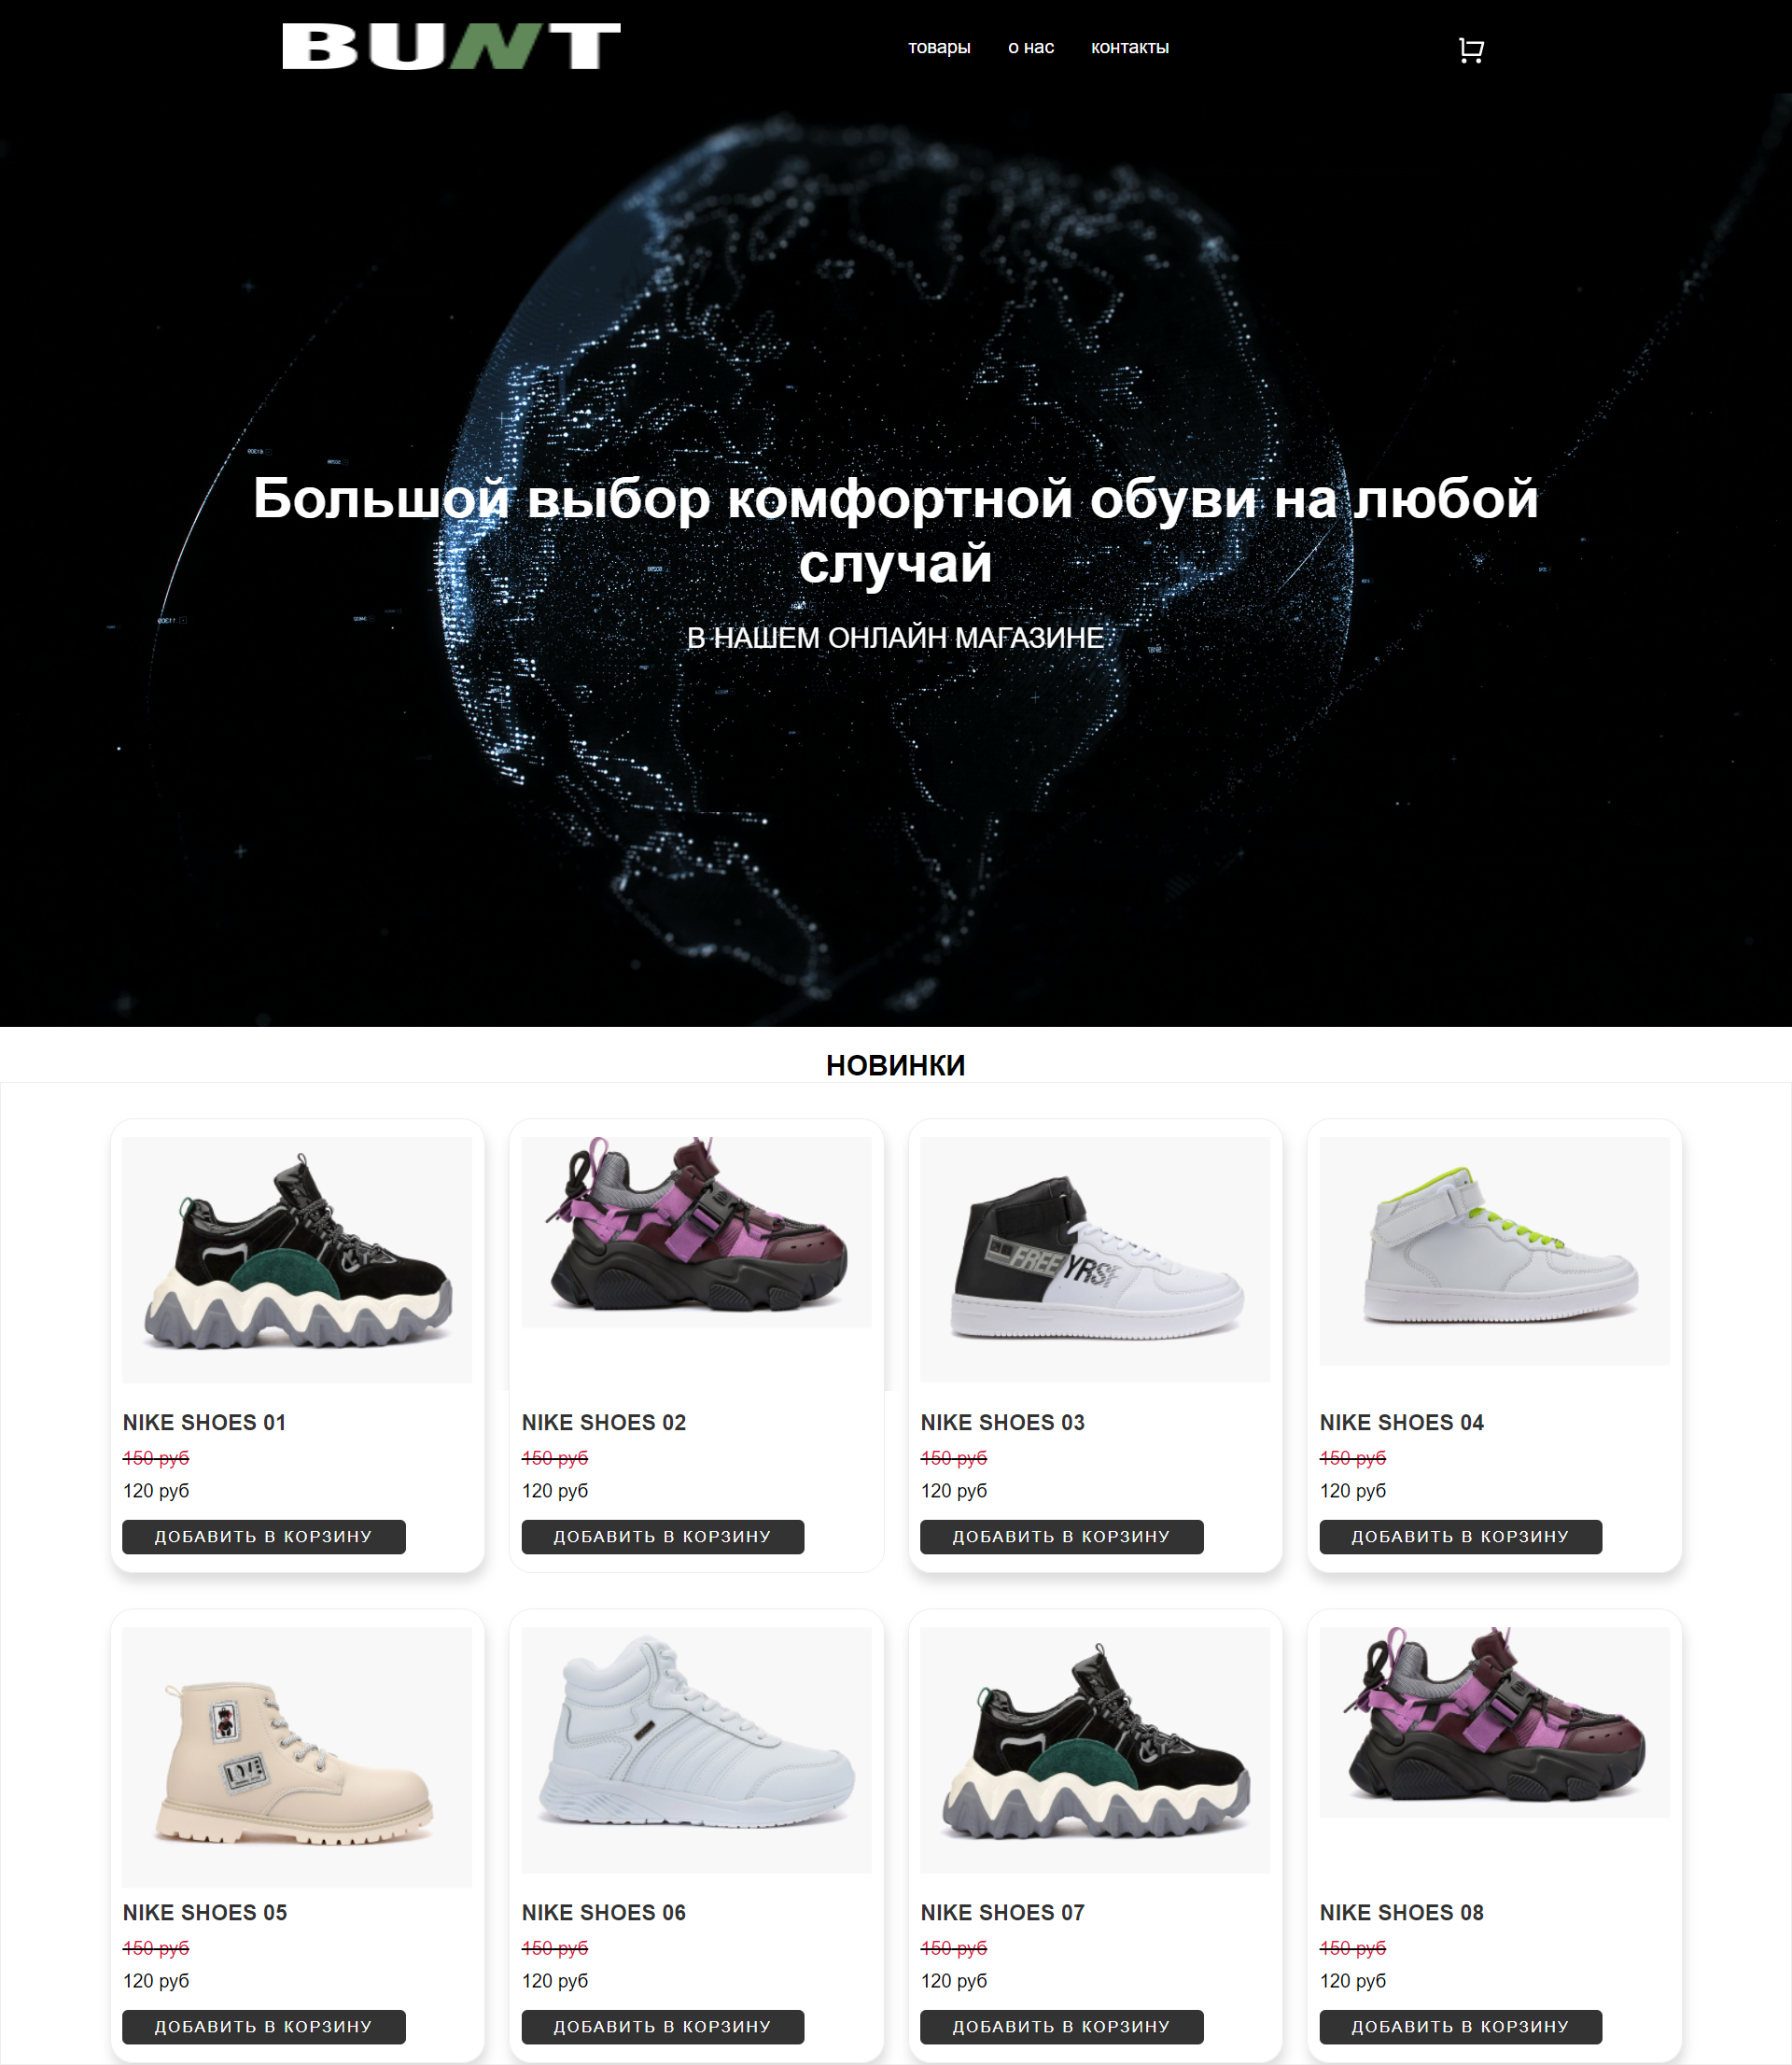 BUNT
товары о нас контакты
Большой выбор комфортной обуви на любой
случай
В НАШЕМ ОНЛАЙН МАГАЗИНЕ
НОВИНКИ
FREE YRSF
NIKE SHOES 01
150 руб
120 руб
ДОБАВИТЬ В КОРЗИНУ
NIKE SHOES 02
150 руб
120 руб
ДОБАВИТЬ В КОРЗИНУ
NIKE SHOES 03
150 руб
120 руб
ДОБАВИТЬ В КОРЗИНУ
NIKE SHOES 04
150 руб
120 руб
ДОБАВИТЬ В КОРЗИНУ
NIKE SHOES 05
150 руб
120 руб
ДОБАВИТЬ В КОРЗИНУ
NIKE SHOES 06
150 руб
120 руб
ДОБАВИТЬ В КОРЗИНУ
NIKE SHOES 07
150 руб
120 руб
ДОБАВИТЬ В КОРЗИНУ
NIKE SHOES 08
150 руб
120 руб
ДОБАВИТЬ В КОРЗИНУ